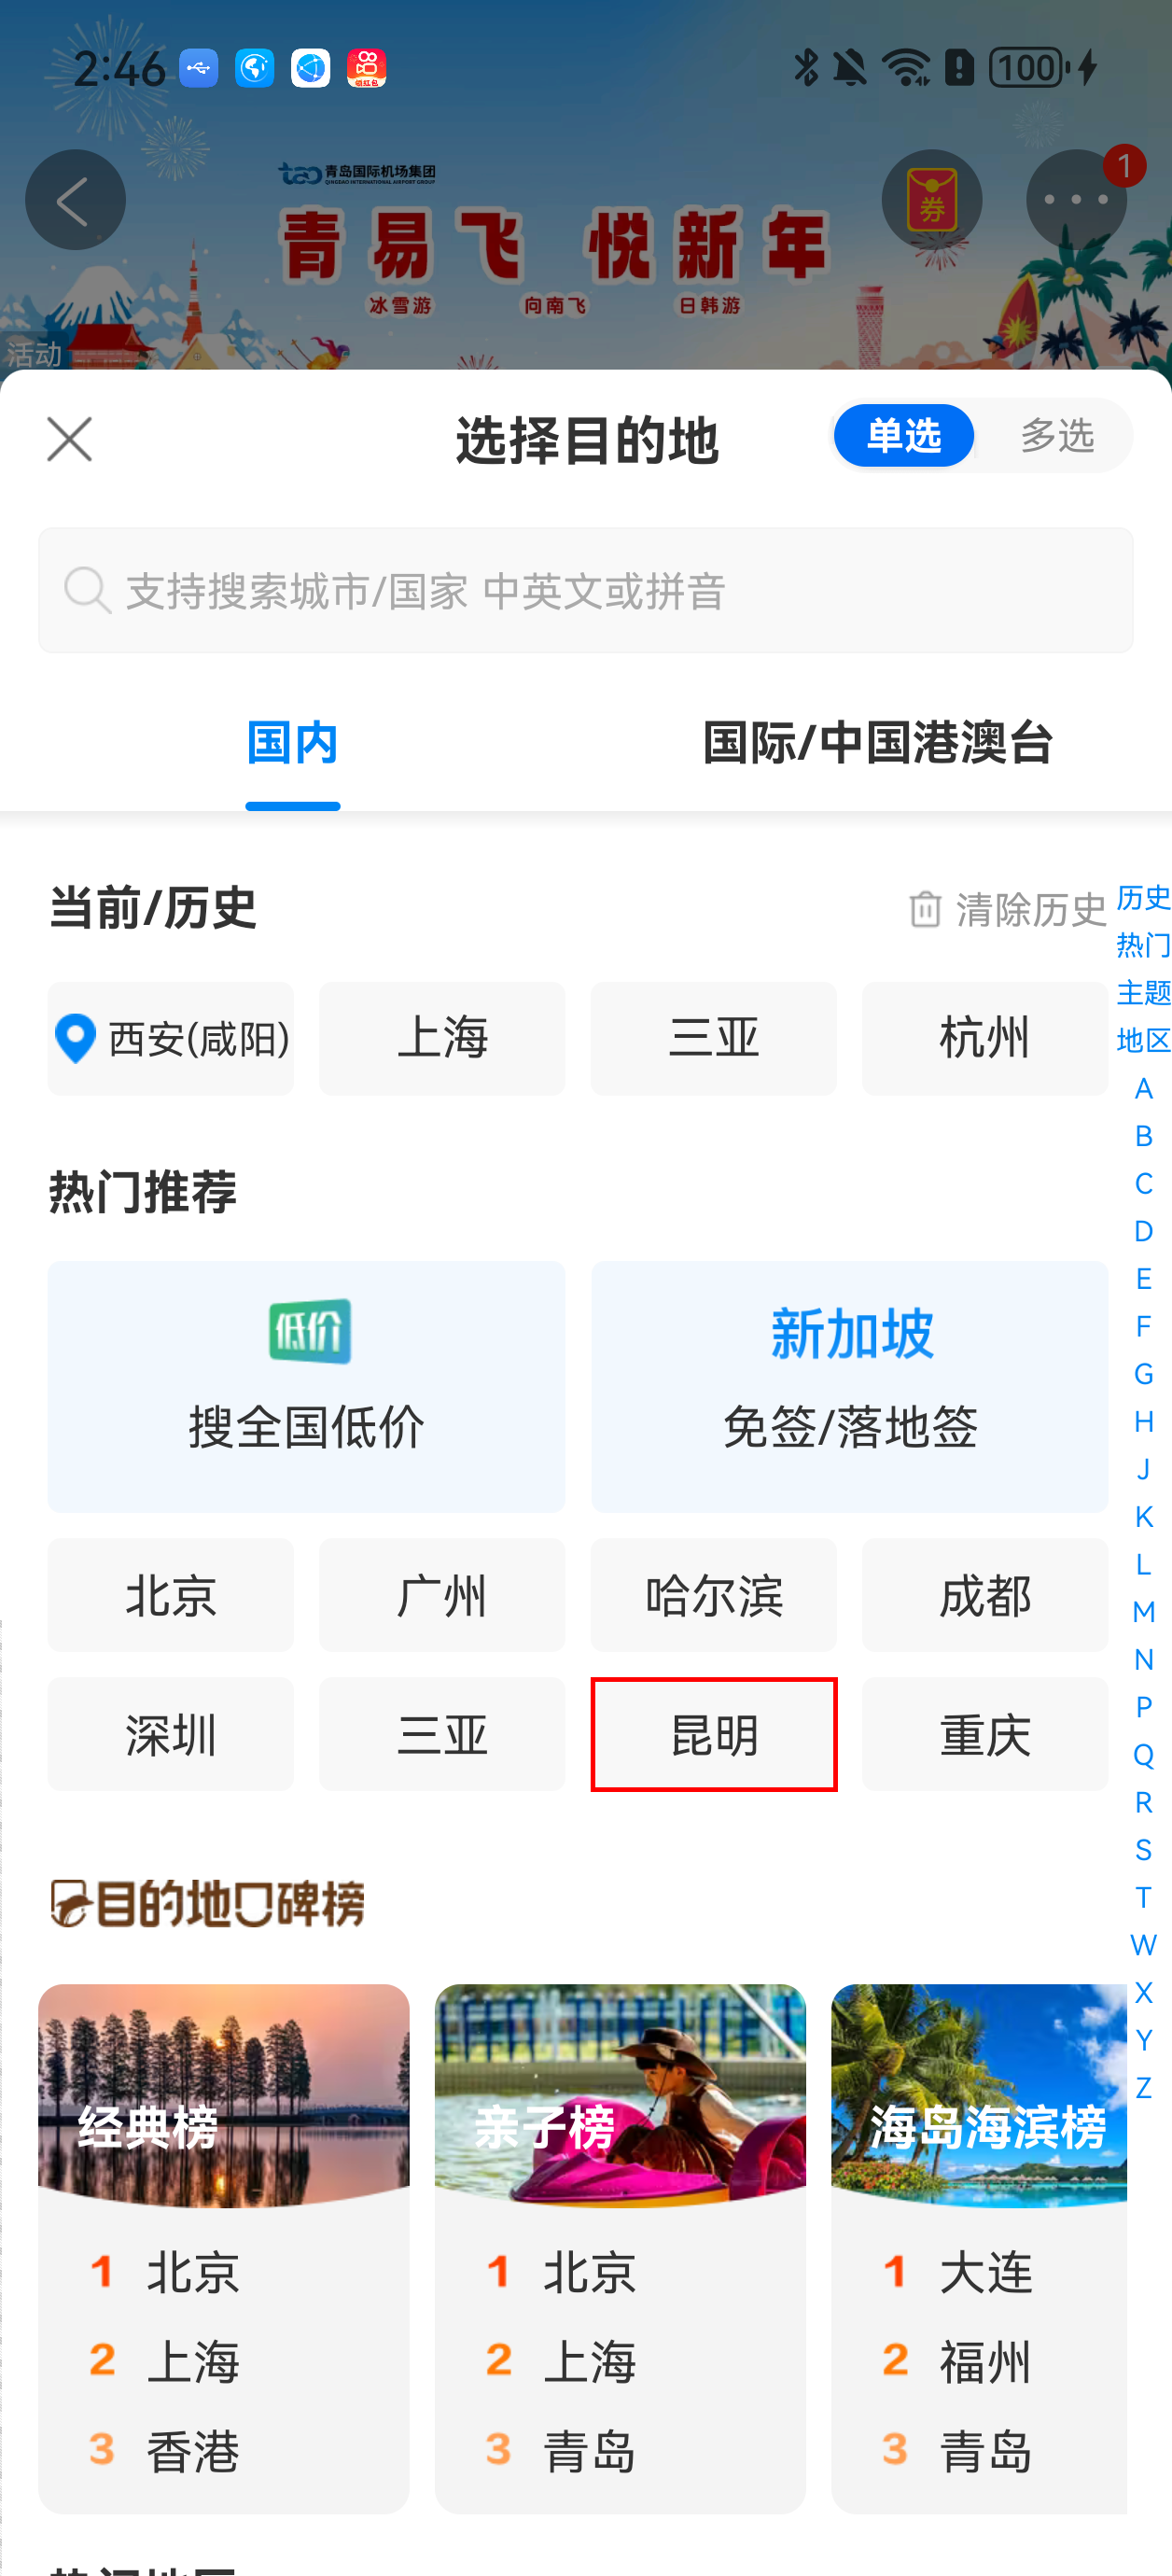 2:46
领红包
100
青岛国际机场集团
QINGDAO INTERNATIONAL AIRPORT GROUP
青易飞 悦新年
冰雪游 向南飞 日韩游
券
1
活动
选择目的地
单选 多选
支持搜索城市/国家 中英文或拼音
国内 国际/中国港澳台
当前/历史 清除历史
西安(咸阳) 上海 三亚 杭州
热门推荐
低价
搜全国低价
新加坡
免签/落地签
北京 广州 哈尔滨 成都
深圳 三亚 昆明 重庆
目的地口碑榜
经典榜
1 北京
2 上海
3 香港
亲子榜
1 北京
2 上海
3 青岛
海岛海滨榜
1 大连
2 福州
3 青岛
热门地区
历史
热门
主题
地区
A
B
C
D
E
F
G
H
J
K
L
M
N
P
Q
R
S
T
W
X
Y
Z